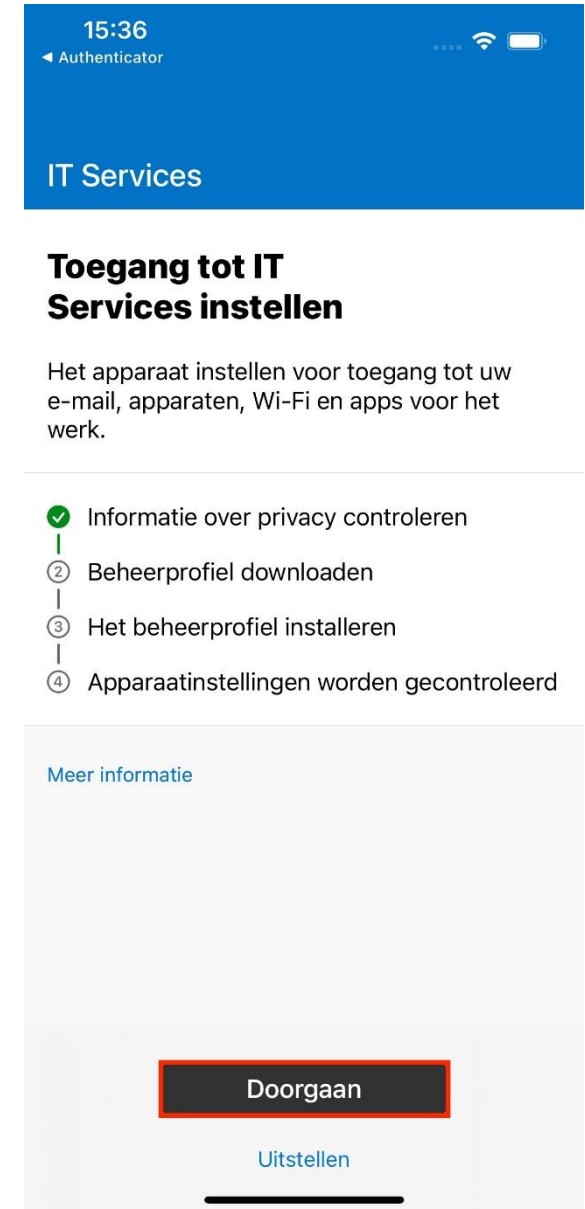 15:36
◀ Authenticator
IT Services
Toegang tot IT
Services instellen
Het apparaat instellen voor toegang tot uw
e-mail, apparaten, Wi-Fi en apps voor het
werk.
Informatie over privacy controleren
2 Beheerprofiel downloaden
3 Het beheerprofiel installeren
4 Apparaatinstellingen worden gecontroleerd
Meer informatie
Doorgaan
Uitstellen